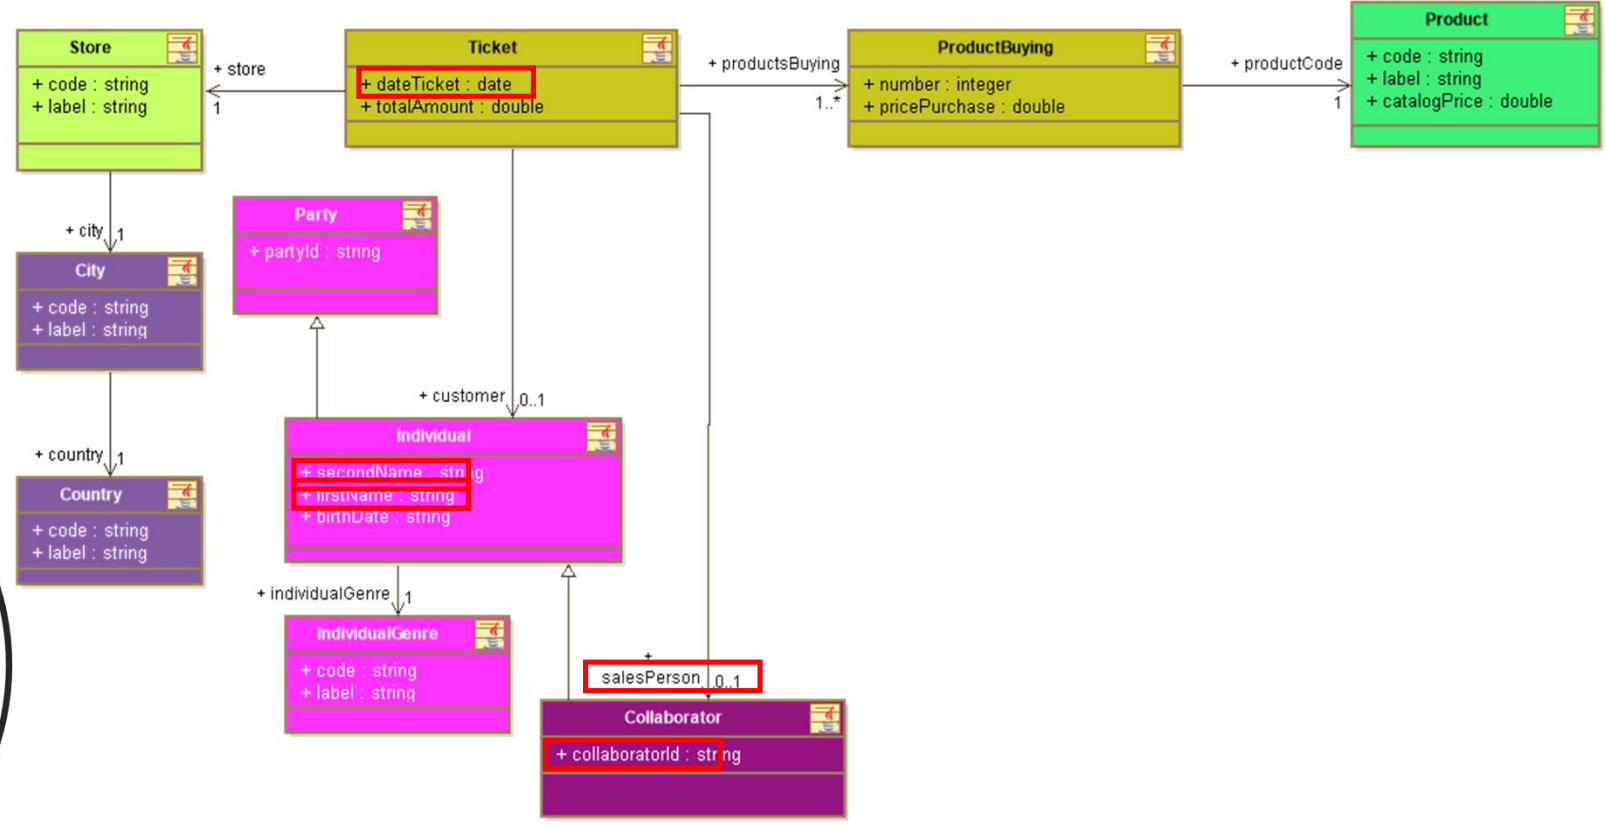 Store
+ code : string
+ label : string
+ store
1
Ticket
+ dateTicket : date
+ totalAmount : double
+ productsBuying
1..*
ProductBuying
+ number : integer
+ pricePurchase : double
+ productCode
1
Product
+ code : string
+ label : string
+ catalogPrice : double
+ city
1
City
+ code : string
+ label : string
Party
+ partyId : string
+ customer
0..1
+ country
1
Country
+ code : string
+ label : string
Individual
+ secondName : string
+ firstName : string
+ birthDate : string
+ individualGenre
1
IndividualGenre
+ code : string
+ label : string
+
salesPerson
0..1
Collaborator
+ collaboratorId : string